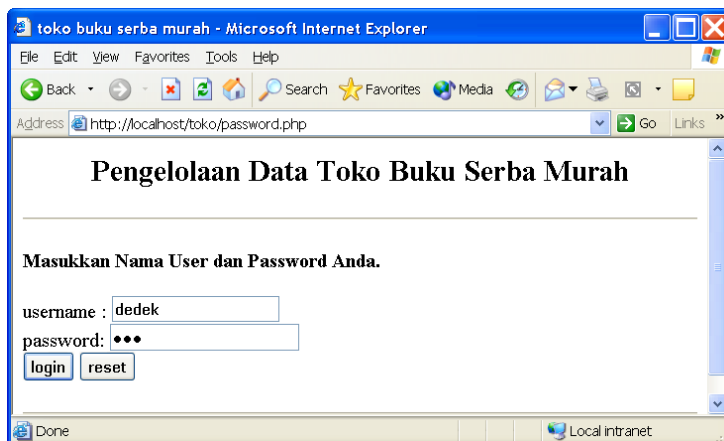 toko buku serba murah - Microsoft Internet Explorer
File Edit View Favorites Tools Help
Back Search Favorites Media
Address http://localhost/toko/password.php Go Links »
Pengelolaan Data Toko Buku Serba Murah
Masukkan Nama User dan Password Anda.
username : dedek
password: •••
login reset
Done Local intranet